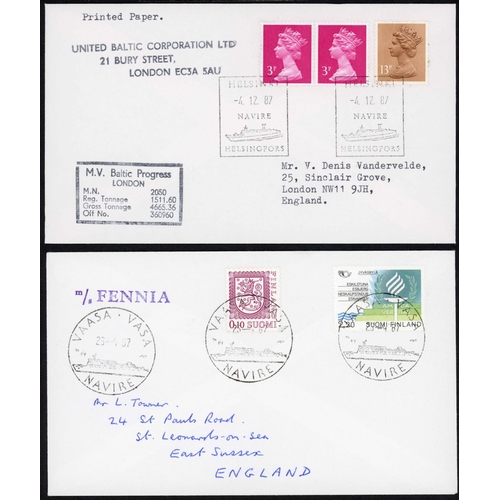 Printed Paper.
UNITED BALTIC CORPORATION LTD
21 BURY STREET,
LONDON EC3A 5AU
3P
3P
13P
HELSINKI
-4. 12. 87
NAVIRE
HELSINGFORS
HELSINKI
-4. 12. 87
NAVIRE
HELSINGFORS
M.V. Baltic Progress
LONDON
M.N. 2050
Reg. Tonnage 1511.60
Gross Tonnage 4665.36
Off No. 360960
Mr. V. Denis Vandervelde,
25, Sinclair Grove,
London NW11 9JH,
England.
m/s FENNIA
VAASA · VASA
29-4.87
NAVIRE
0,10 SUOMI
VAASA · VASA
NAVIRE
SUOMI-FINLAND
VAASA · VASA
NAVIRE
Mr L. Towner.
24 St Pauls Road.
St. Leonards-on-Sea
East Sussex
ENGLAND